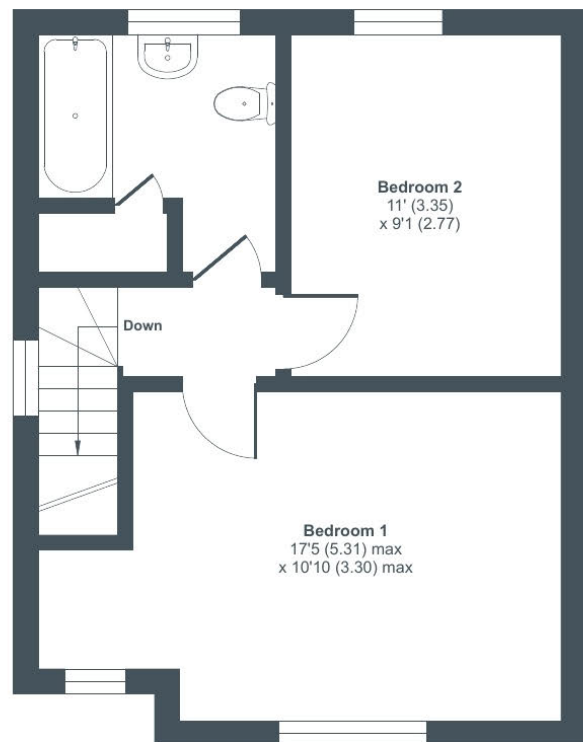 Bedroom 2
11' (3.35)
x 9'1 (2.77)
Down
Bedroom 1
17'5 (5.31) max
x 10'10 (3.30) max